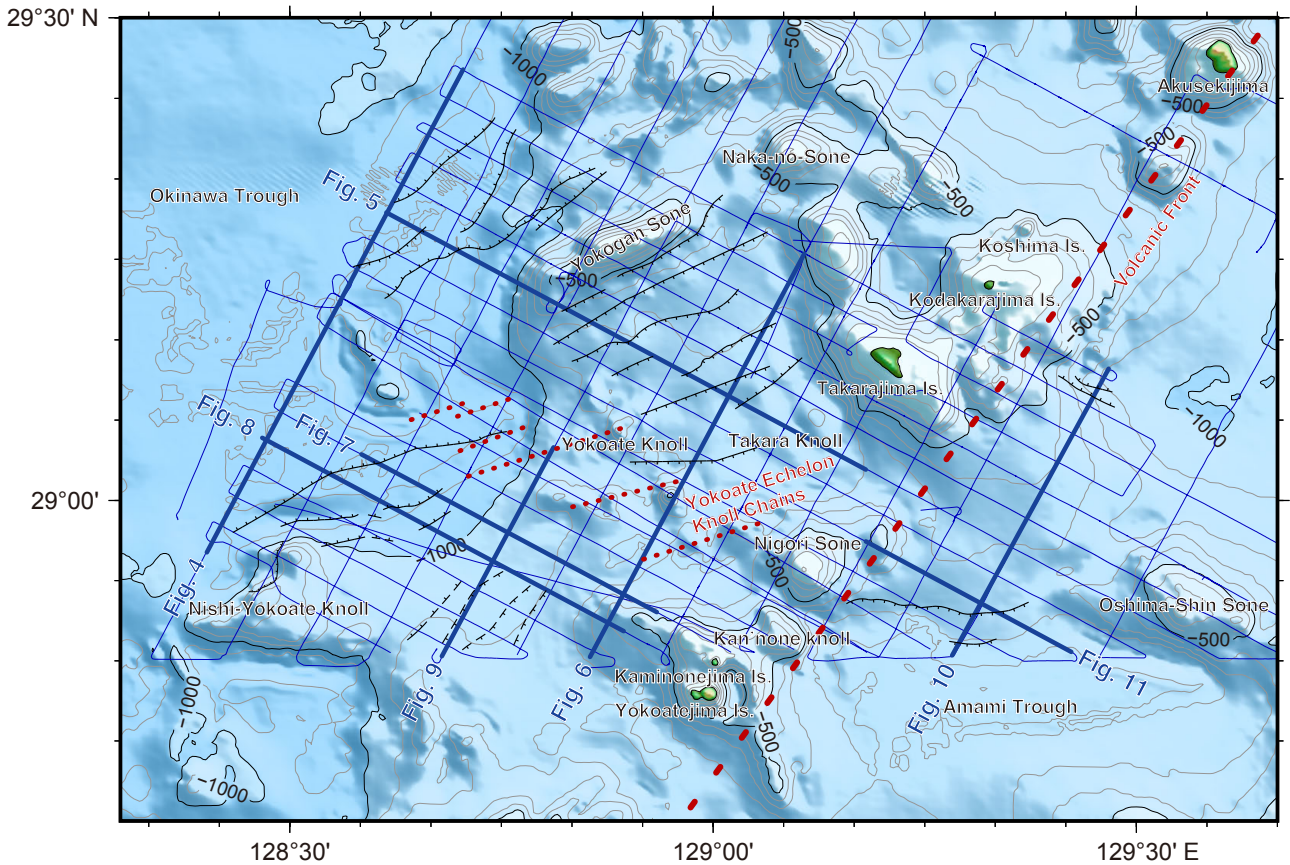 29°30' N
-1000
-500
Akusekijima
-500
-500
Naka-no-Sone
-500
-500
Fig. 5
Okinawa Trough
Volcanic Front
Yokogan Sone
Koshima Is.
-500
Kodakarajima Is.
-500
Takarajima Is.
Fig. 8
Fig. 7
-1000
Yokoate Knoll
Takara Knoll
Yokoate Echelon
Knoll Chains
29°00'
-1000
Nigori Sone
-500
Fig. 4
Nishi-Yokoate Knoll
Oshima-Shin Sone
-500
Kan'none knoll
Kaminonejima Is.
Yokoatejima Is.
-500
Fig. 9
Fig. 6
Fig. 10
Fig. 11
Amami Trough
-1000
-1000
128°30'
129°00'
129°30' E